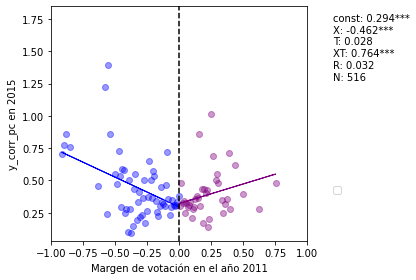 1.75
1.50
1.25
1.00
0.75
0.50
0.25
y_corr_pc en 2015
−1.00 −0.75 −0.50 −0.25 0.00 0.25 0.50 0.75 1.00
Margen de votación en el año 2011
const: 0.294***
X: -0.462***
T: 0.028
XT: 0.764***
R: 0.032
N: 516